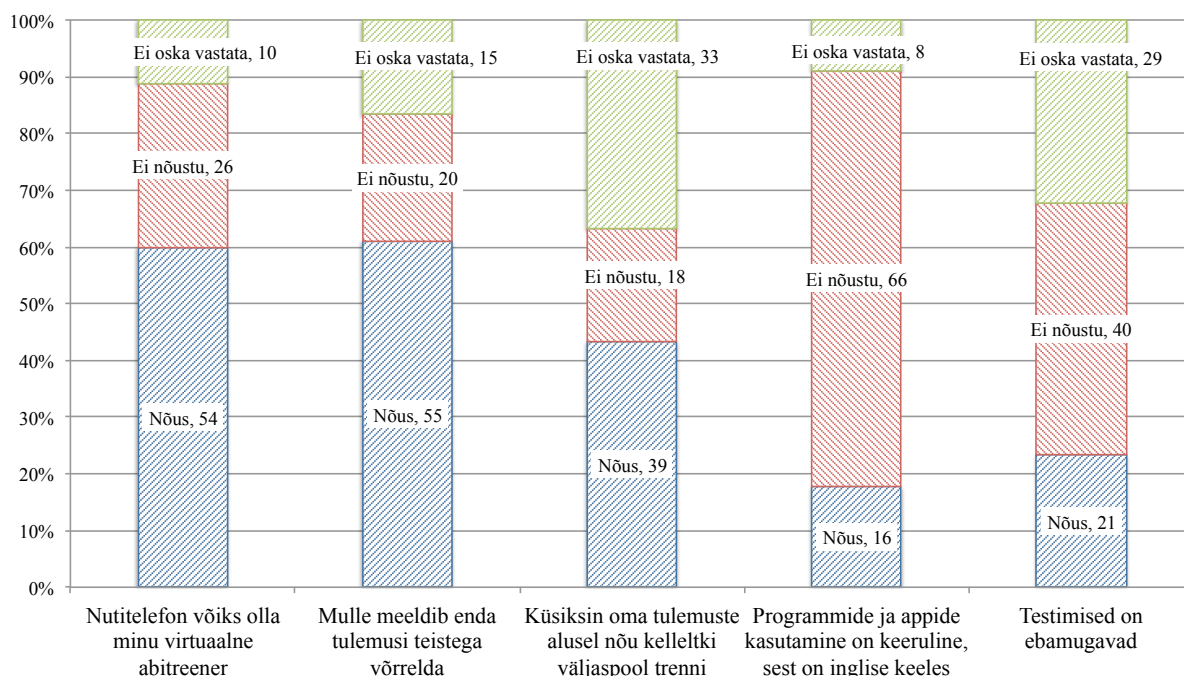 100%
90%
80%
70%
60%
50%
40%
30%
20%
10%
0%
Ei oska vastata, 10
Ei oska vastata, 15
Ei oska vastata, 33
Ei oska vastata, 8
Ei oska vastata, 29
Ei nõustu, 26
Ei nõustu, 20
Ei nõustu, 18
Ei nõustu, 66
Ei nõustu, 40
Nõus, 54
Nõus, 55
Nõus, 39
Nõus, 16
Nõus, 21
Nutitelefon võiks olla
minu virtuaalne
abitreener
Mulle meeldib enda
tulemusi teistega
võrrelda
Küsiksin oma tulemuste
alusel nõu kelleltki
väljaspool trenni
Programmide ja appide
kasutamine on keeruline,
sest on inglise keeles
Testimised on
ebamugavad